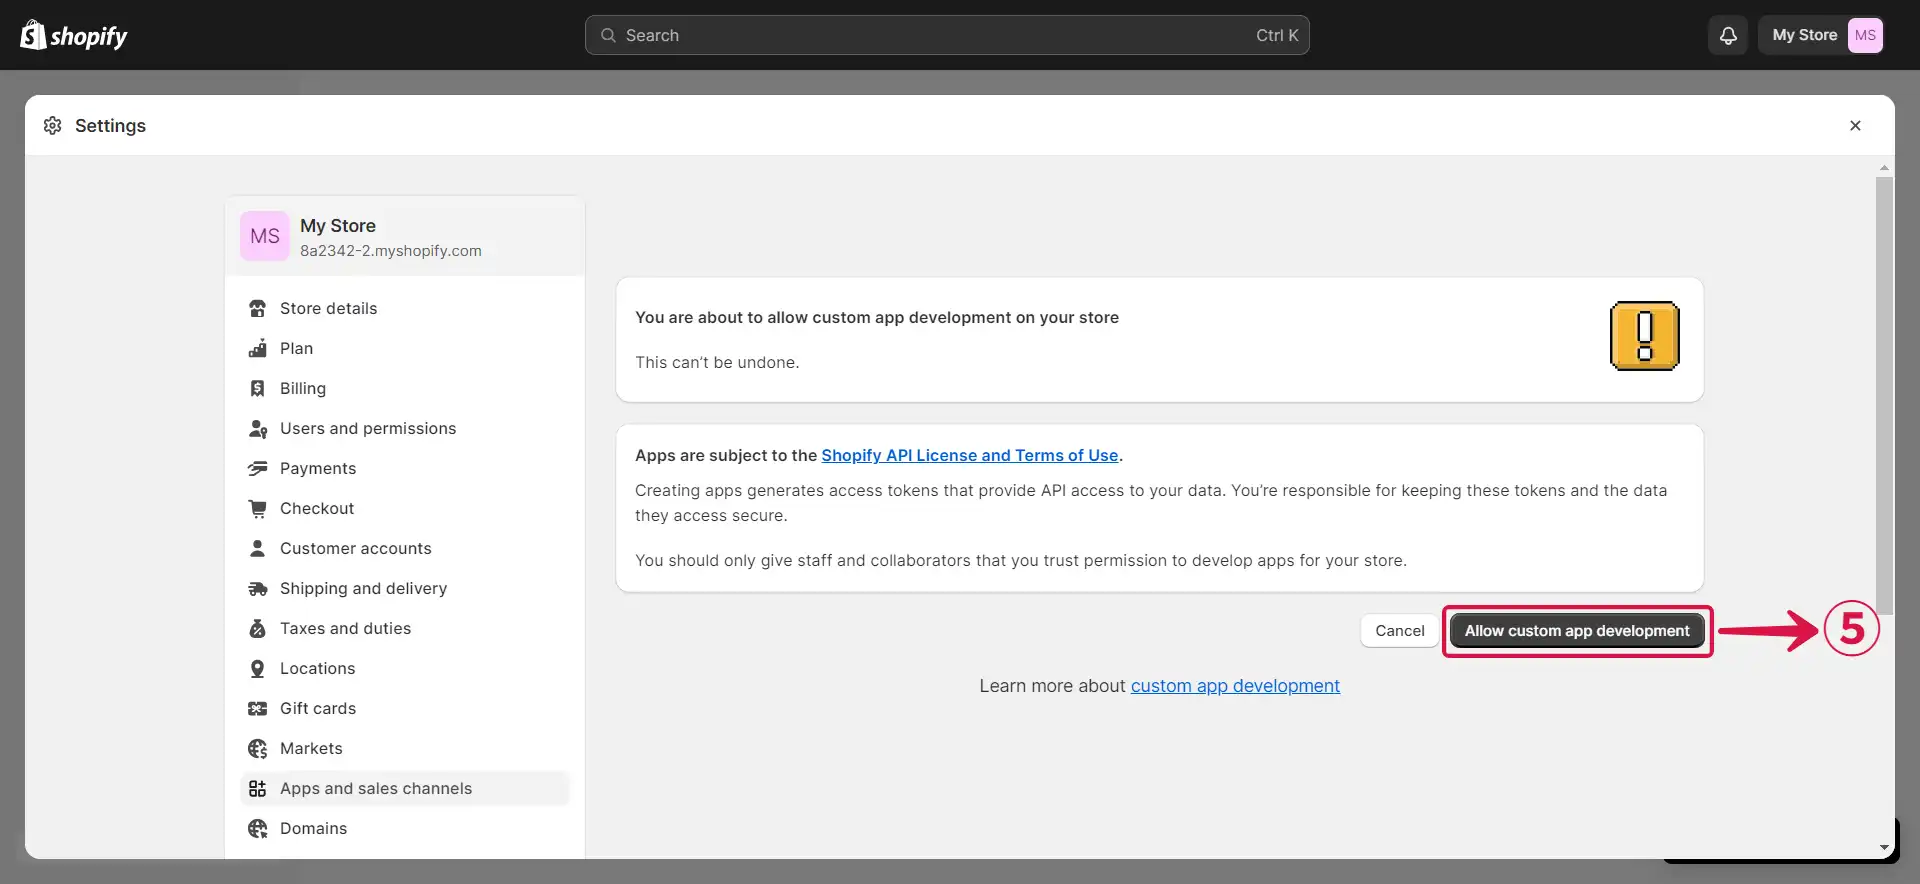 shopify
Search
Ctrl K
My Store
MS
Settings
MS
My Store
8a2342-2.myshopify.com
Store details
Plan
Billing
Users and permissions
Payments
Checkout
Customer accounts
Shipping and delivery
Taxes and duties
Locations
Gift cards
Markets
Apps and sales channels
Domains
You are about to allow custom app development on your store
This can’t be undone.
Apps are subject to the Shopify API License and Terms of Use.
Creating apps generates access tokens that provide API access to your data. You’re responsible for keeping these tokens and the data
they access secure.
You should only give staff and collaborators that you trust permission to develop apps for your store.
Cancel
Allow custom app development
5
Learn more about custom app development